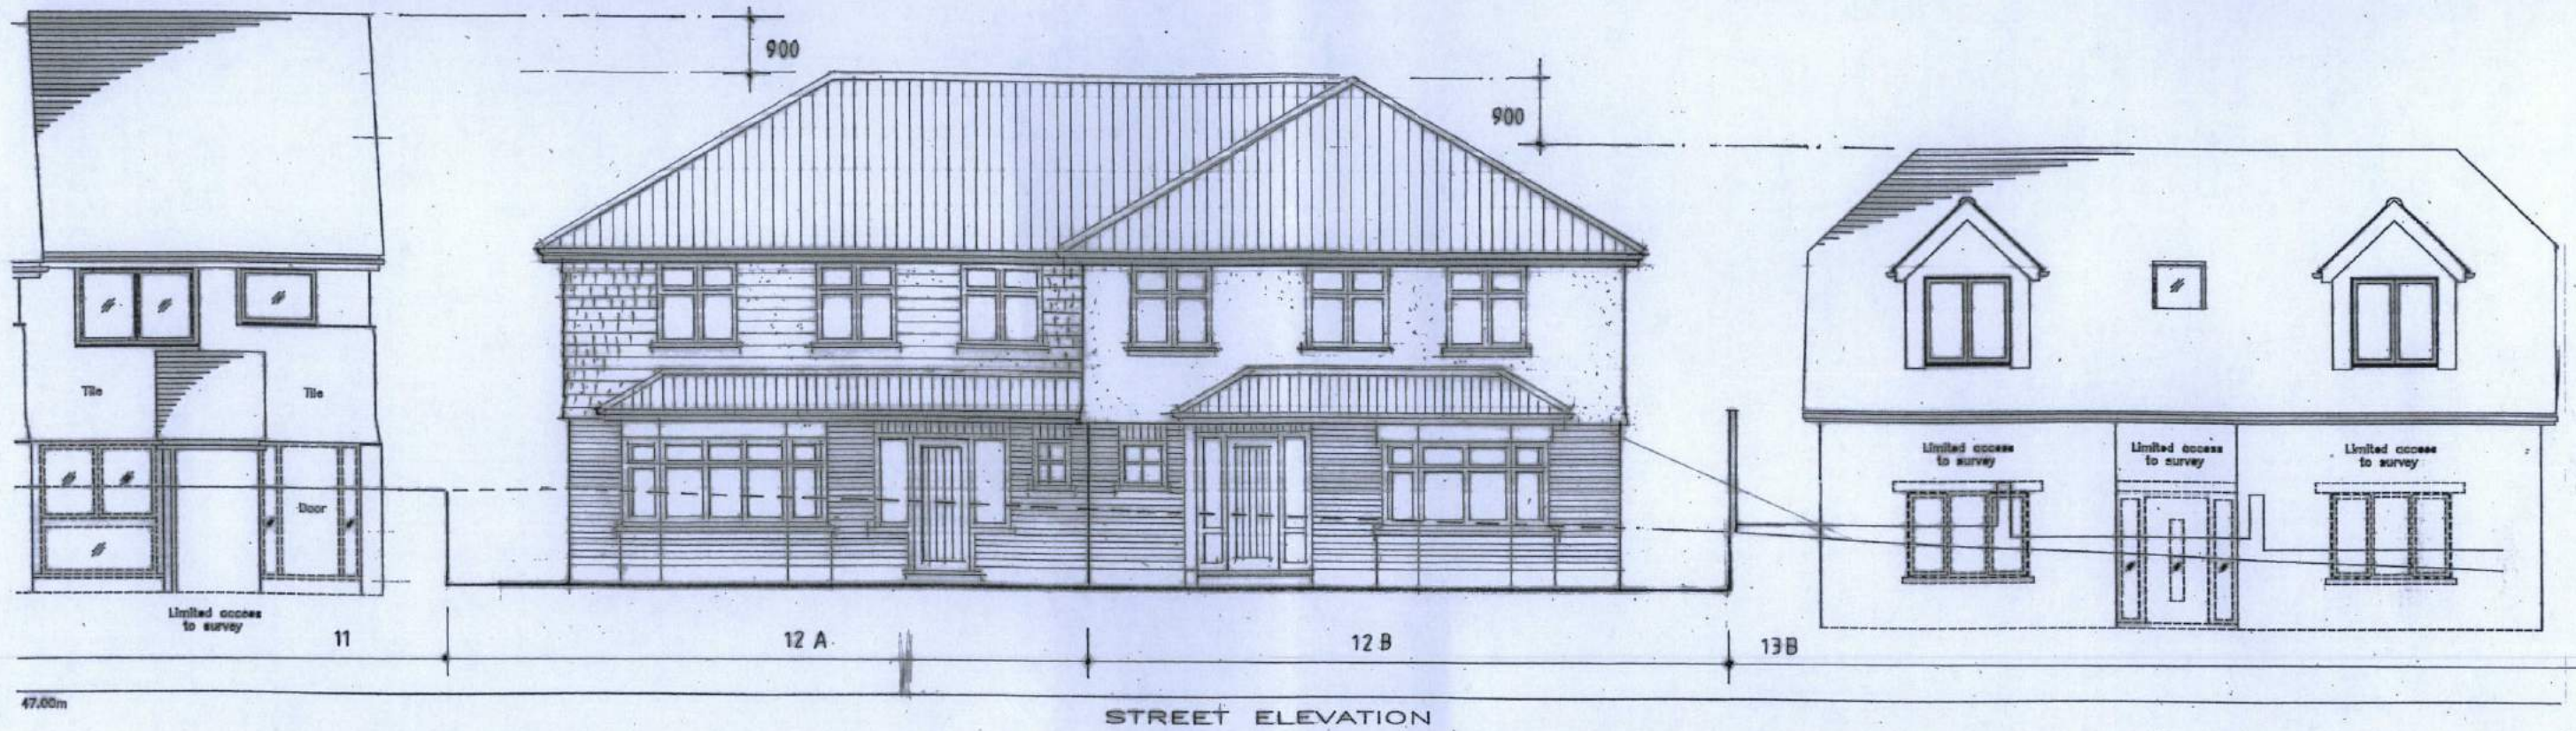 900
900
Tile
Tile
Door
Limited access
to survey
Limited access
to survey
Limited access
to survey
Limited access
to survey
11
12 A
12 B
13B
47.00m
STREET ELEVATION